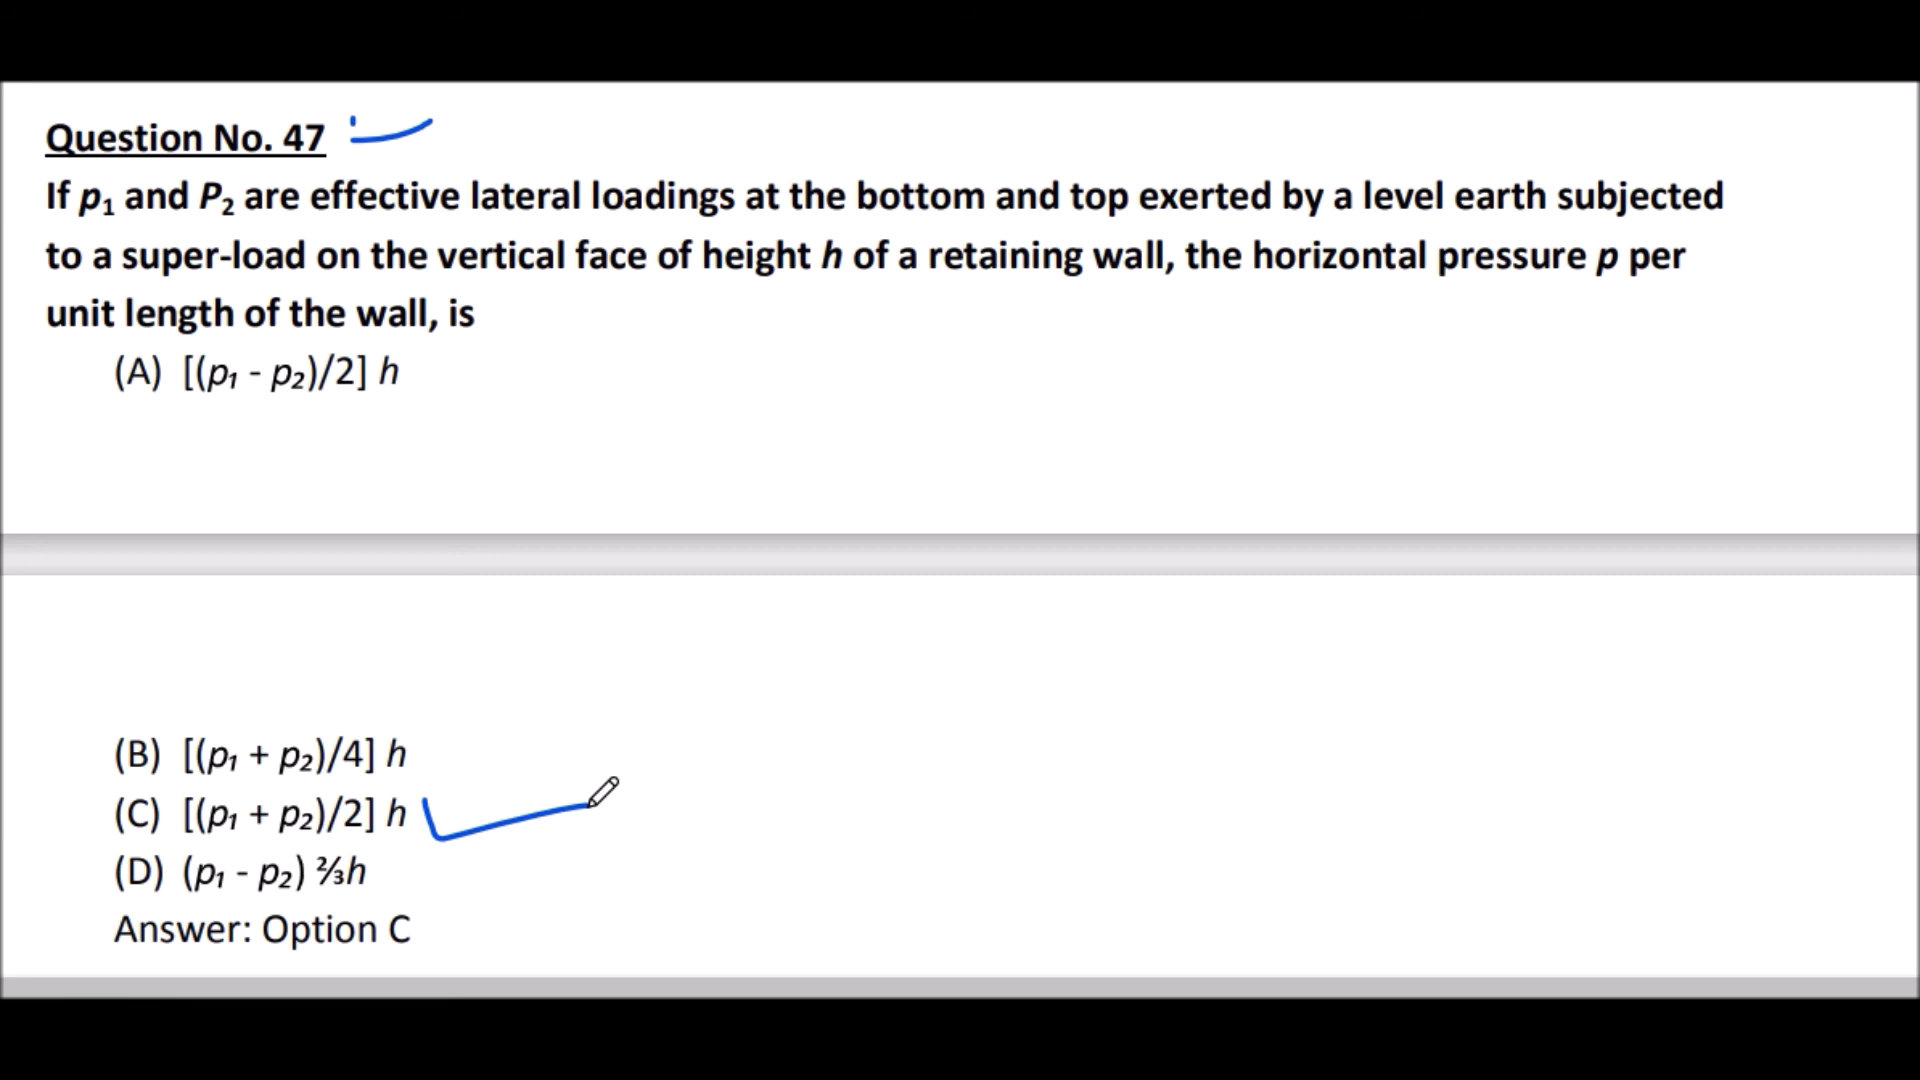 Question No. 47
If p₁ and P₂ are effective lateral loadings at the bottom and top exerted by a level earth subjected
to a super-load on the vertical face of height h of a retaining wall, the horizontal pressure p per
unit length of the wall, is
(A) [(p₁ - p₂)/2] h
(B) [(p₁ + p₂)/4] h
(C) [(p₁ + p₂)/2] h
(D) (p₁ - p₂) ⅔h
Answer: Option C